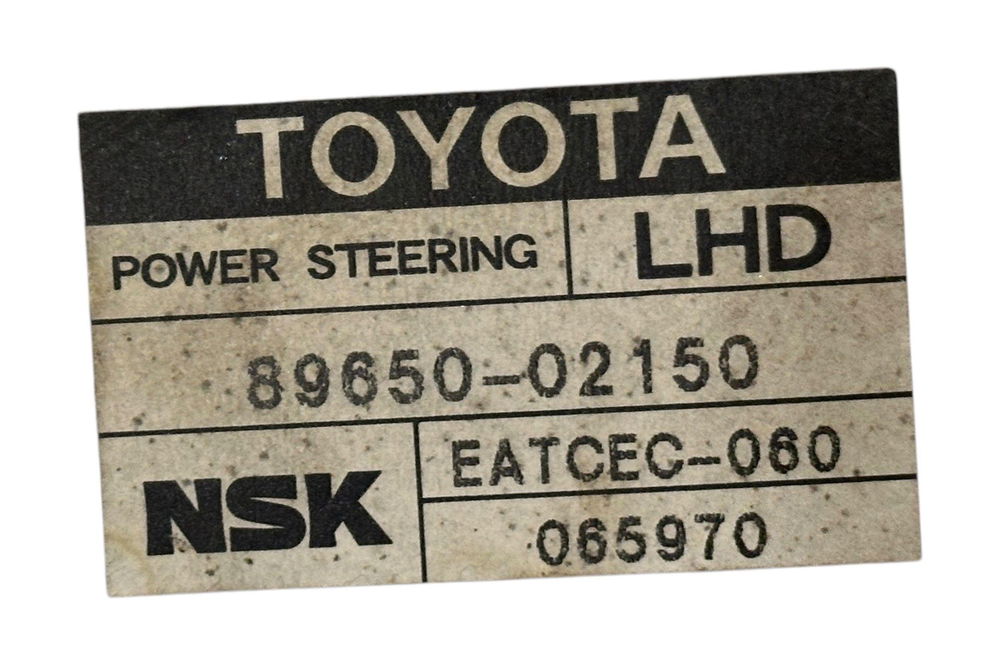 TOYOTA
POWER STEERING
LHD
89650-02150
NSK
EATCEC-060
065970